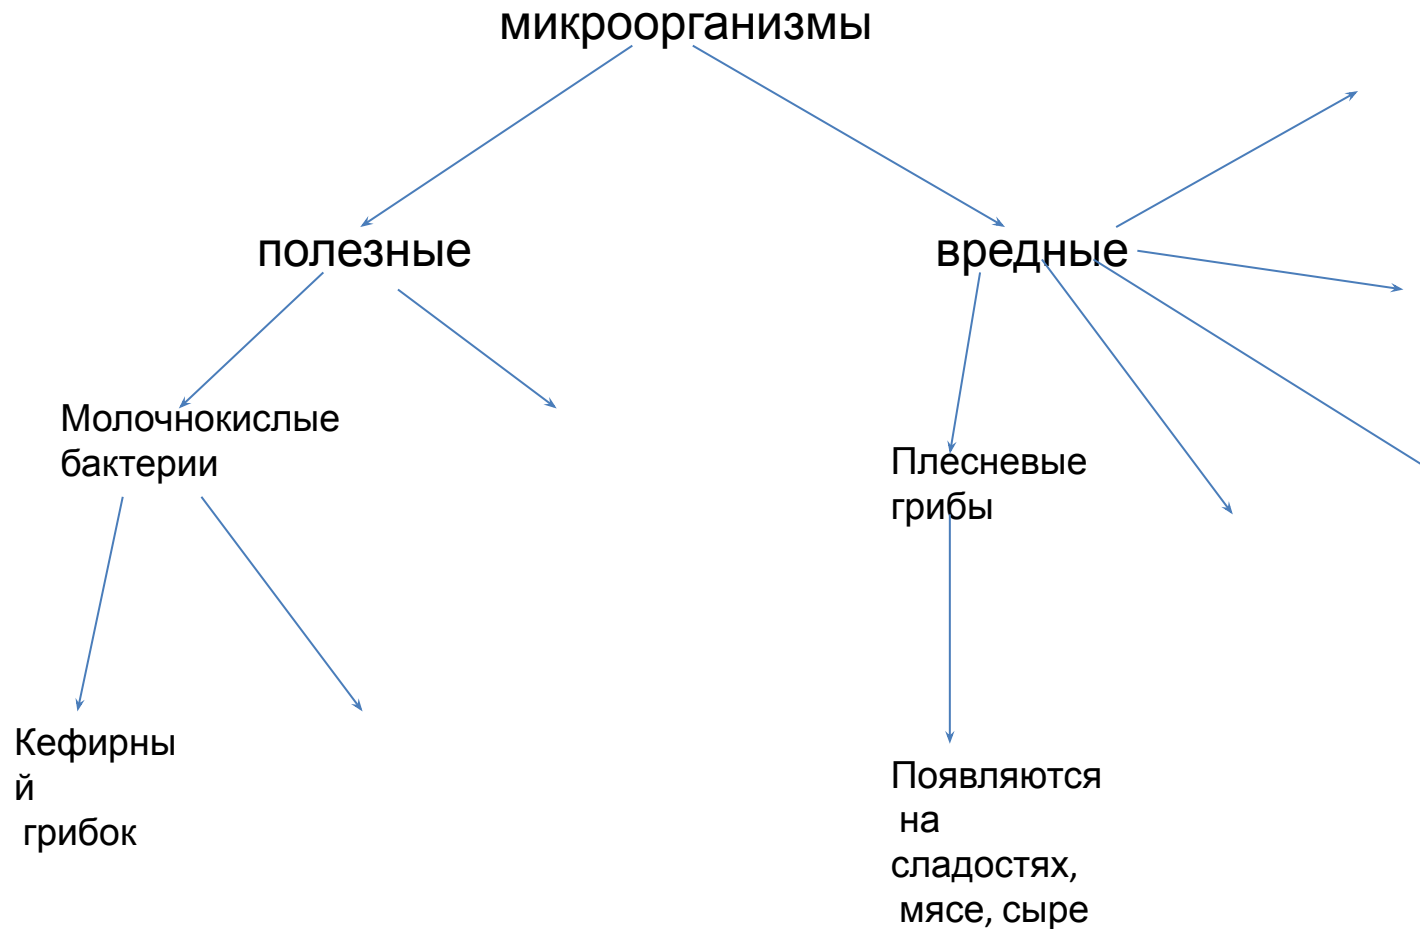 микроорганизмы
полезные
вредные
Молочнокислые
бактерии
Плесневые
грибы
Кефирны
й
грибок
Появляются
на
сладостях,
мясе, сыре